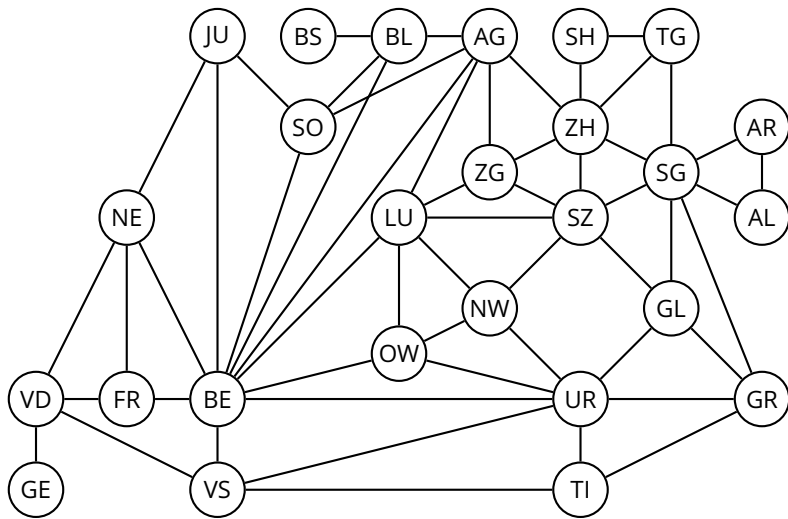 JU BS BL AG SH TG
SO ZH AR
ZG SG
NE LU SZ AL
NW GL
OW
VD FR BE UR GR
GE VS TI